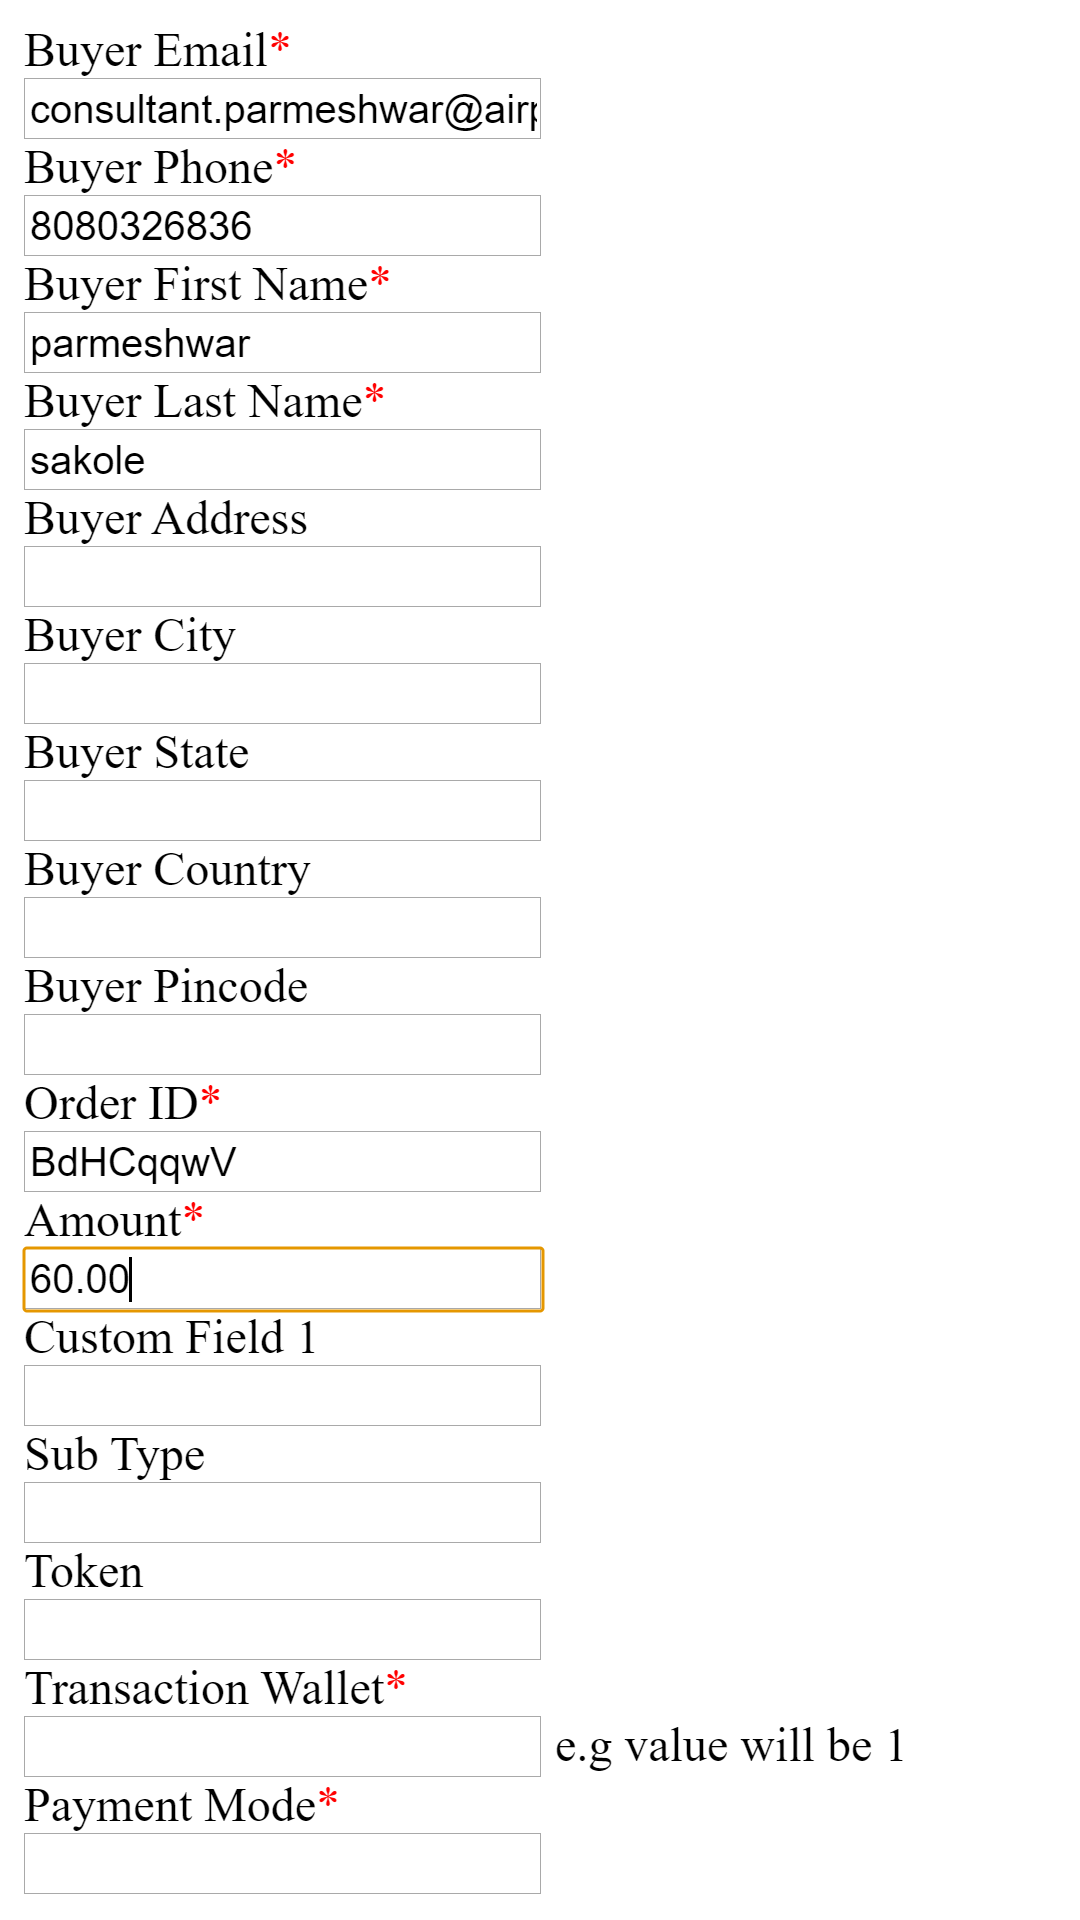 Buyer Email*
consultant.parmeshwar@air
Buyer Phone*
8080326836
Buyer First Name*
parmeshwar
Buyer Last Name*
sakole
Buyer Address
Buyer City
Buyer State
Buyer Country
Buyer Pincode
Order ID*
BdHCqqwV
Amount*
60.00
Custom Field 1
Sub Type
Token
Transaction Wallet*
e.g value will be 1
Payment Mode*